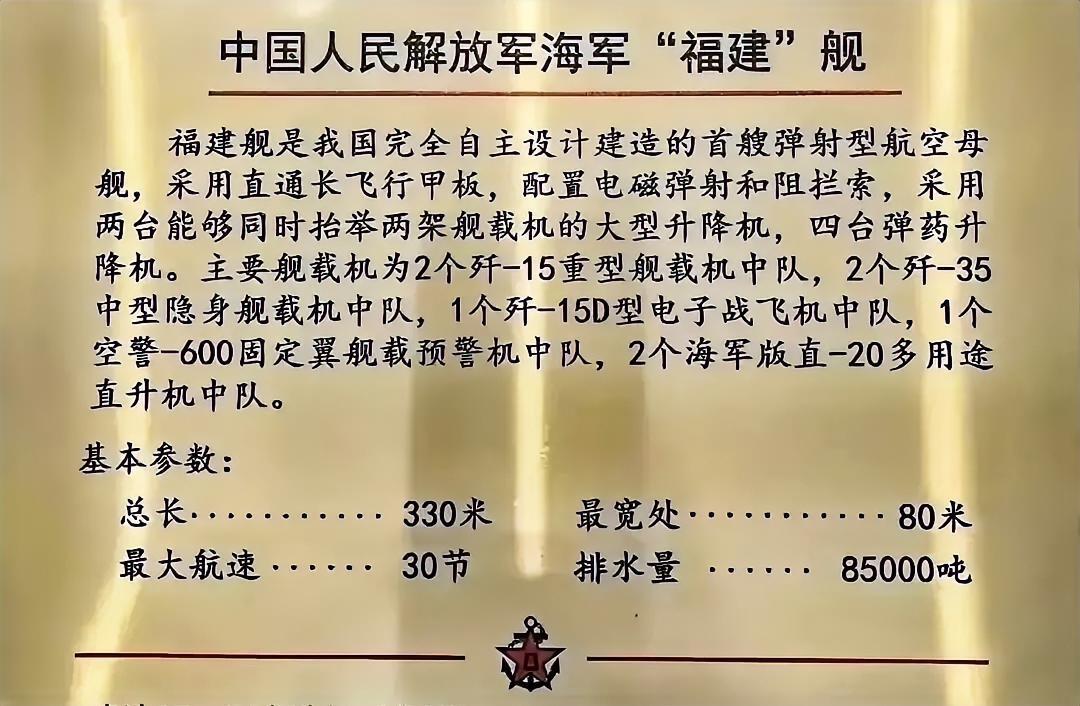 中国人民解放军海军“福建”舰
福建舰是我国完全自主设计建造的首艘弹射型航空母
舰，采用直通长飞行甲板，配置电磁弹射和阻拦索，采用
两台能够同时抬举两架舰载机的大型升降机，四台弹药升
降机。主要舰载机为2个歼-15重型舰载机中队，2个歼-35
中型隐身舰载机中队，1个歼-15D型电子战飞机中队，1个
空警-600固定翼舰载预警机中队，2个海军版直-20多用途
直升机中队。
基本参数：
总长··········· 330米 最宽处··········· 80米
最大航速 ······ 30节 排水量 ······ 85000吨